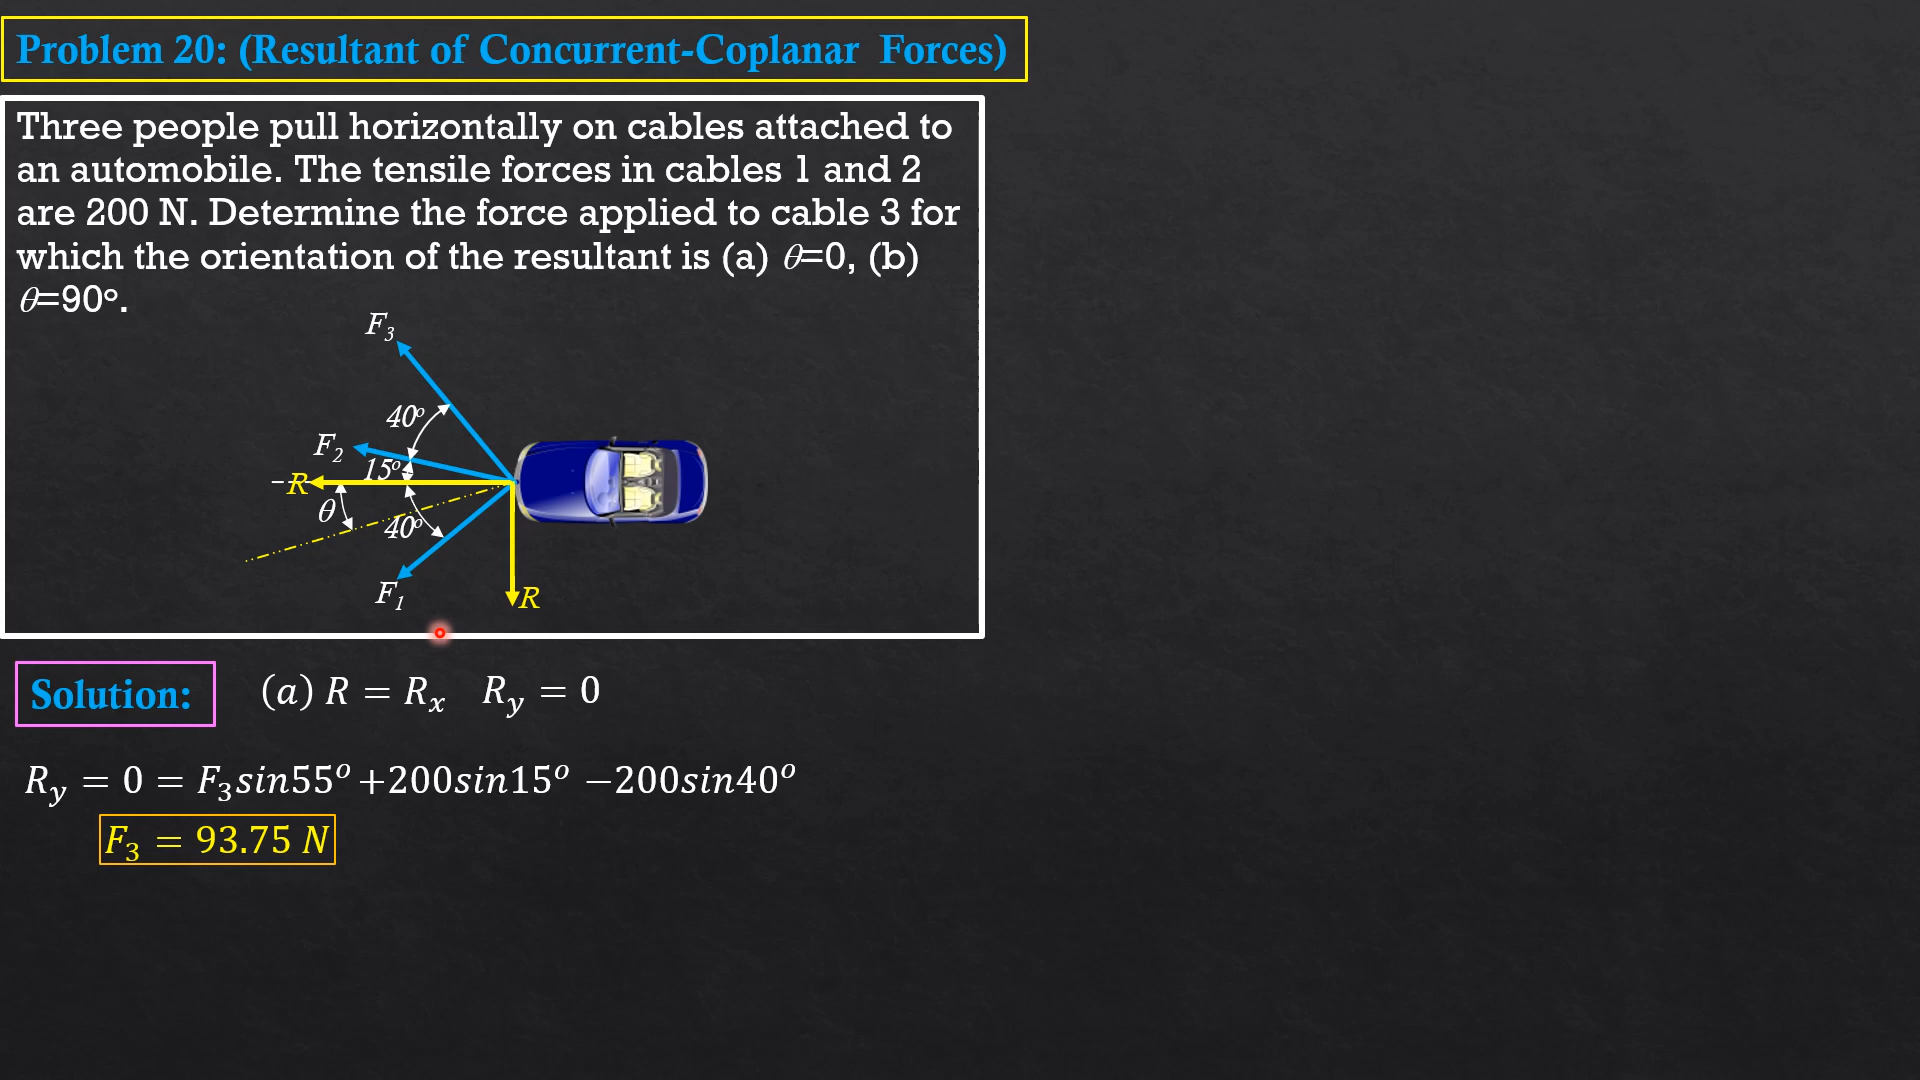 Problem 20: (Resultant of Concurrent-Coplanar Forces)
Three people pull horizontally on cables attached to
an automobile. The tensile forces in cables 1 and 2
are 200 N. Determine the force applied to cable 3 for
which the orientation of the resultant is (a) θ=0, (b)
θ=90°.
F₃
40°
F₂
15°
−R
θ
40°
F₁
R
Solution:
(a) R = Rₓ R_y = 0
R_y = 0 = F₃sin55° +200sin15° −200sin40°
F₃ = 93.75 N